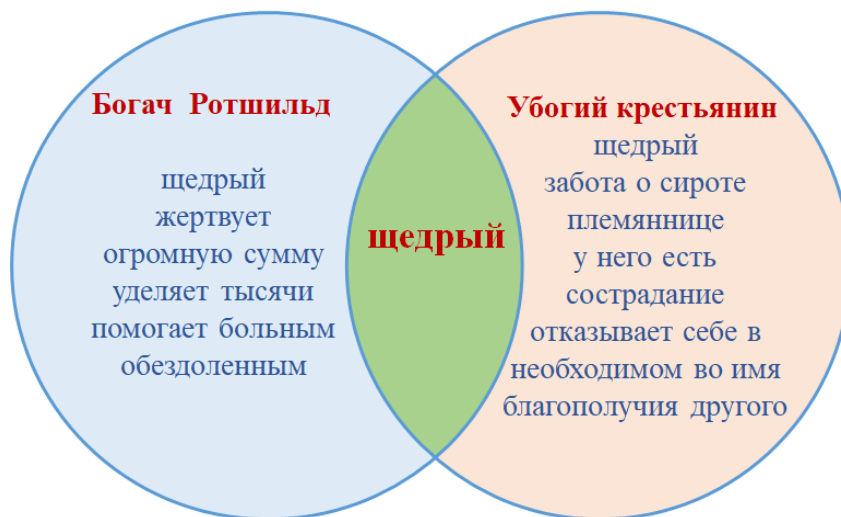 Богач Ротшильд
щедрый
жертвует
огромную сумму
уделяет тысячи
помогает больным
обездоленным
щедрый
Убогий крестьянин
щедрый
забота о сироте
племяннице
у него есть
сострадание
отказывает себе в
необходимом во имя
благополучия другого